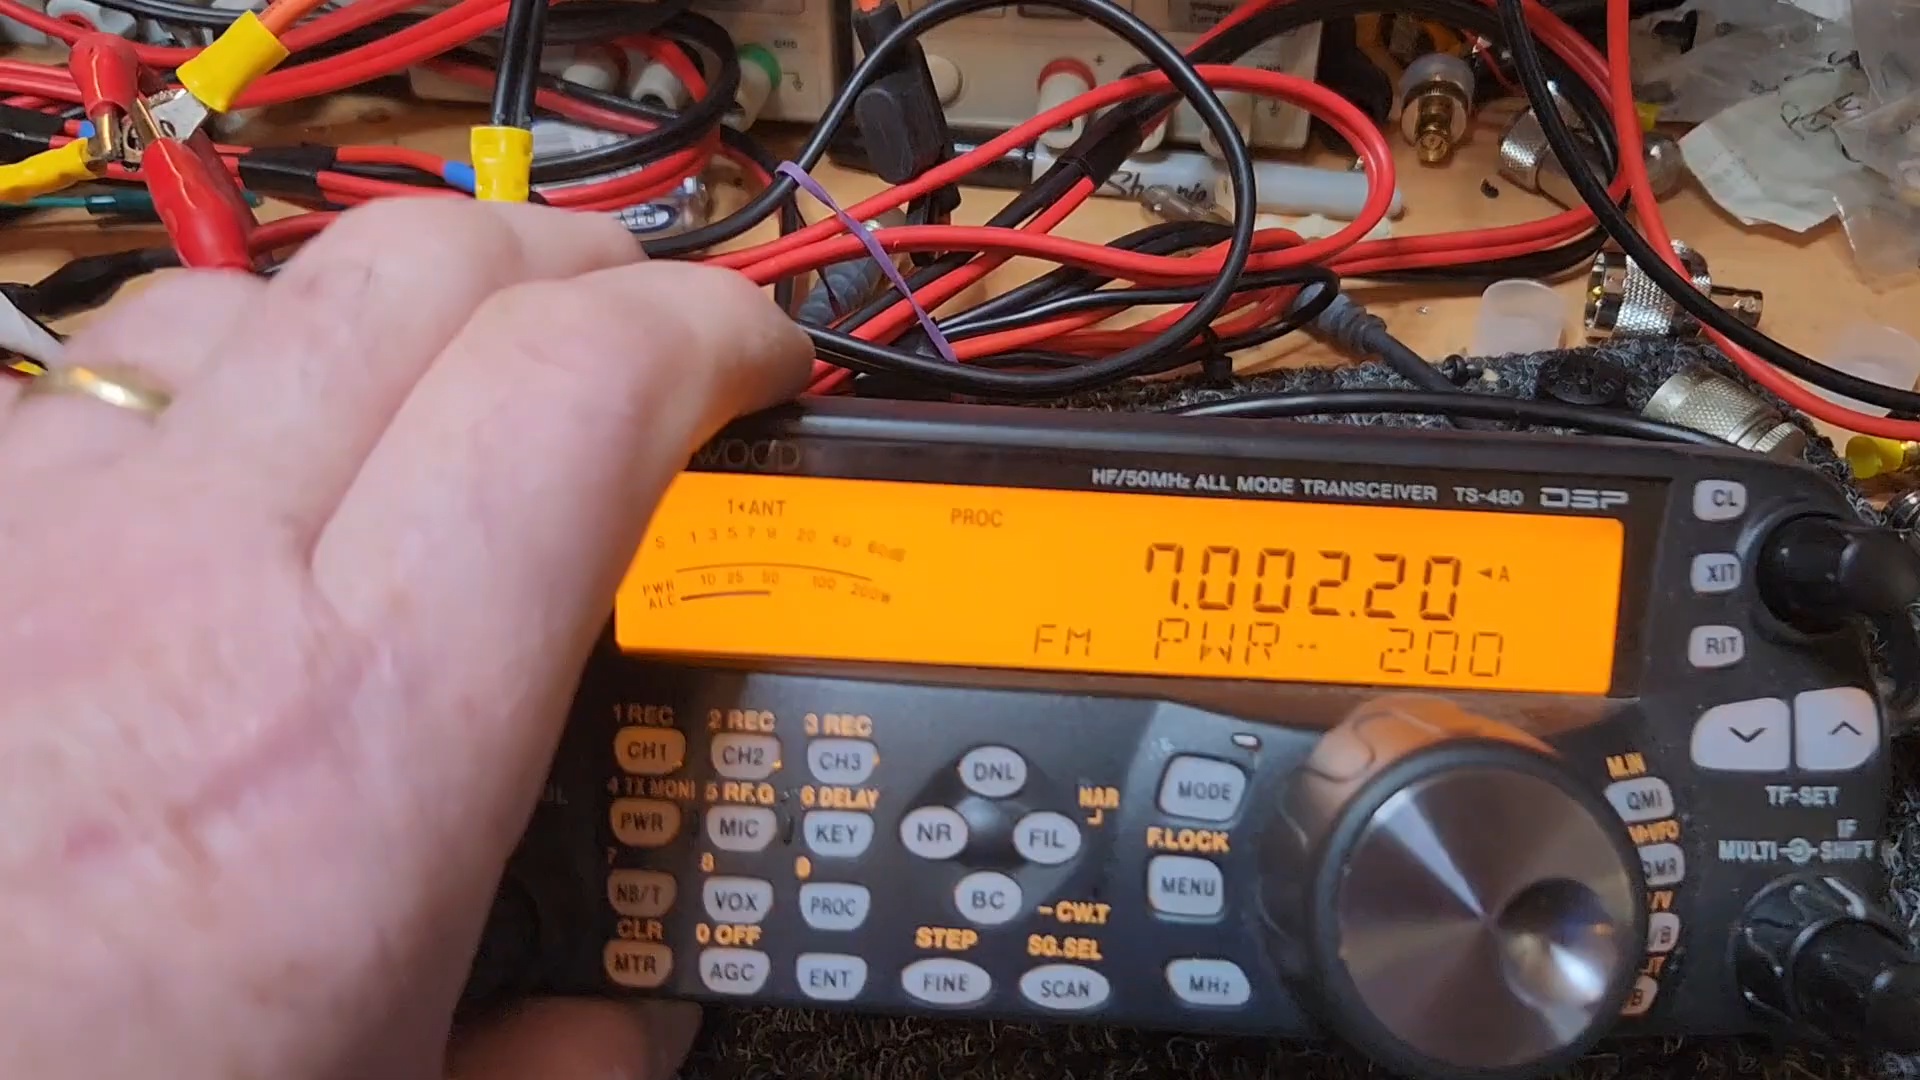 Sharpie
WOOD
HF/50MHz ALL MODE TRANSCEIVER TS-480 DSP
1◄ANT
PROC
S 1 3 5 7 9 20 40 60dB
PWR 10 25 50 100 200W
ALC
7.002.20 ◄A
FM PWR-- 200
CL
XIT
RIT
1 REC 2 REC 3 REC
CH1 CH2 CH3
4 TX MONI 5 RF.G 6 DELAY
PWR MIC KEY
7 8 9
NB/T VOX PROC
CLR 0 OFF
MTR AGC ENT
DNL
NAR
NR FIL
BC
-CW.T
STEP SG.SEL
FINE SCAN
MODE
F.LOCK
MENU
MHz
M.IN
QMI
TF-SET
IF
MULTI SHIFT